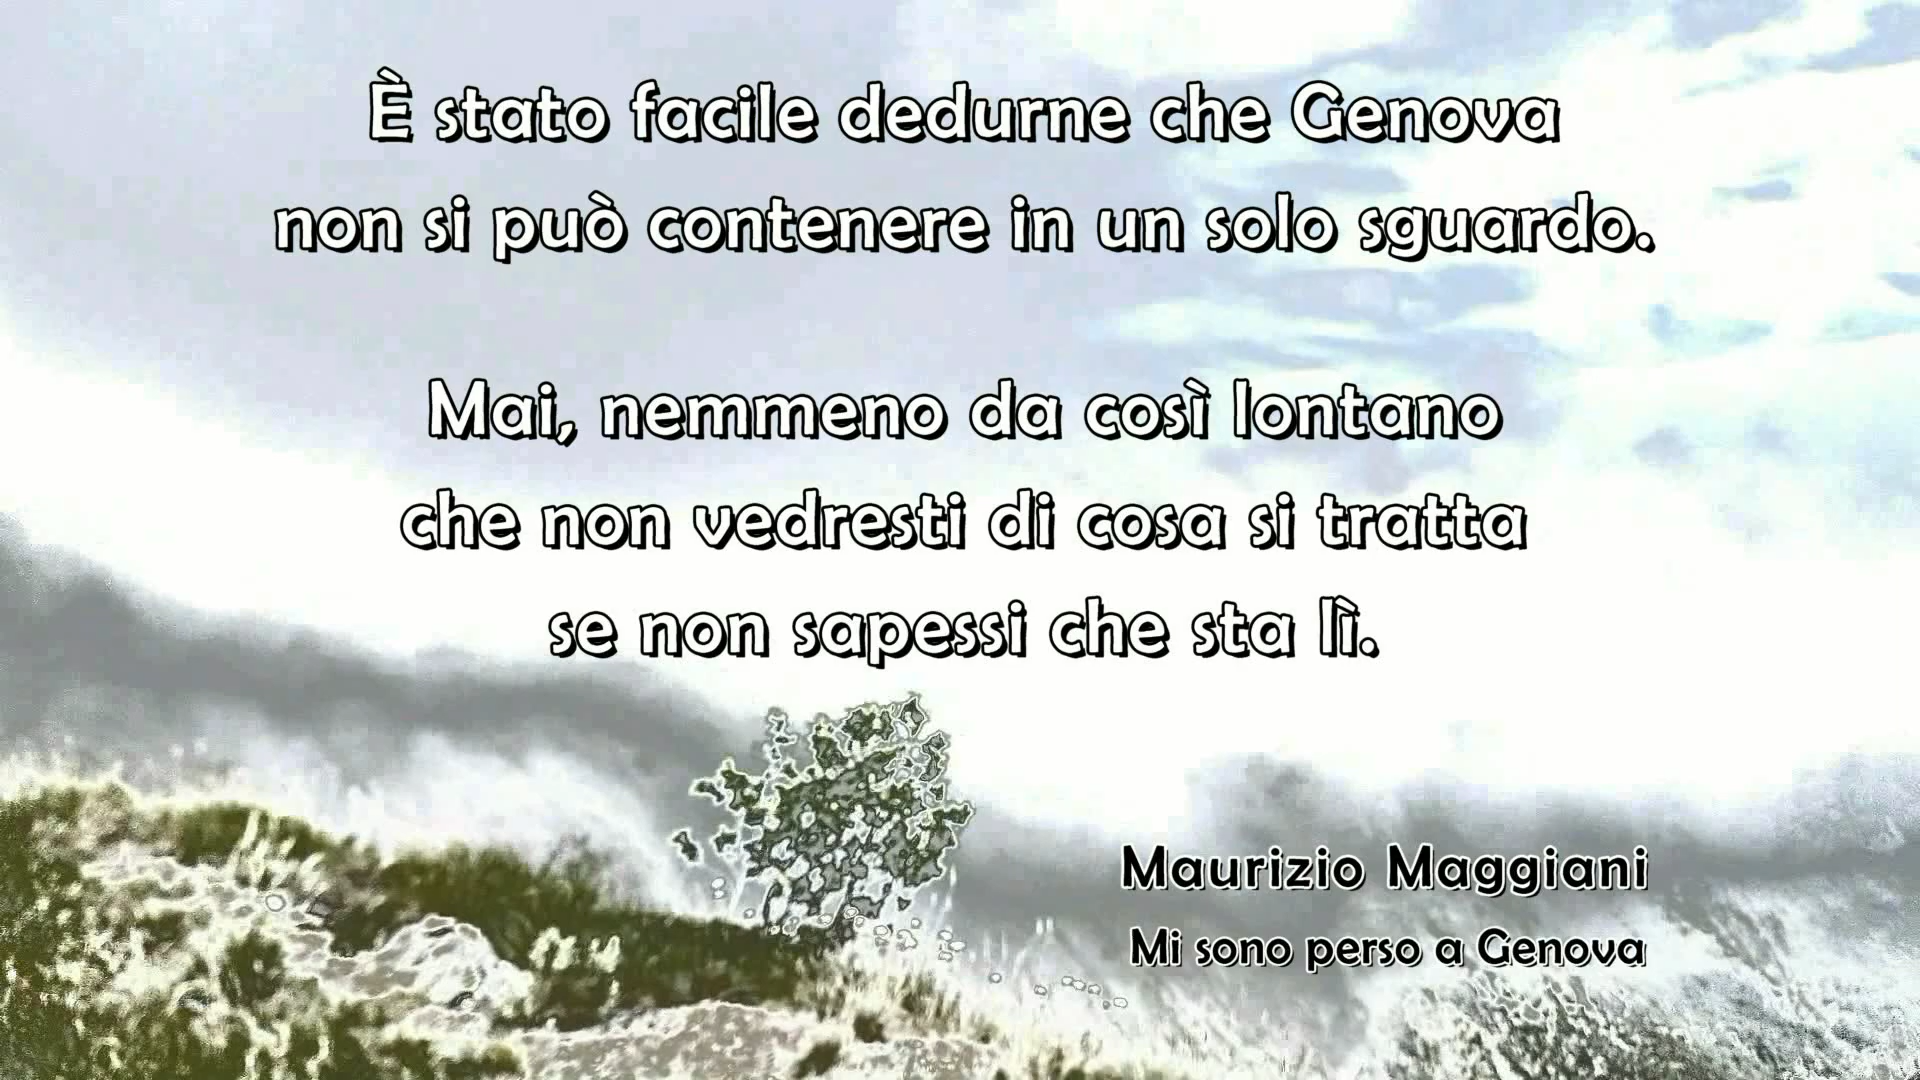 È stato facile dedurne che Genova
non si può contenere in un solo sguardo.
Mai, nemmeno da così lontano
che non vedresti di cosa si tratta
se non sapessi che sta lì.
Maurizio Maggiani
Mi sono perso a Genova